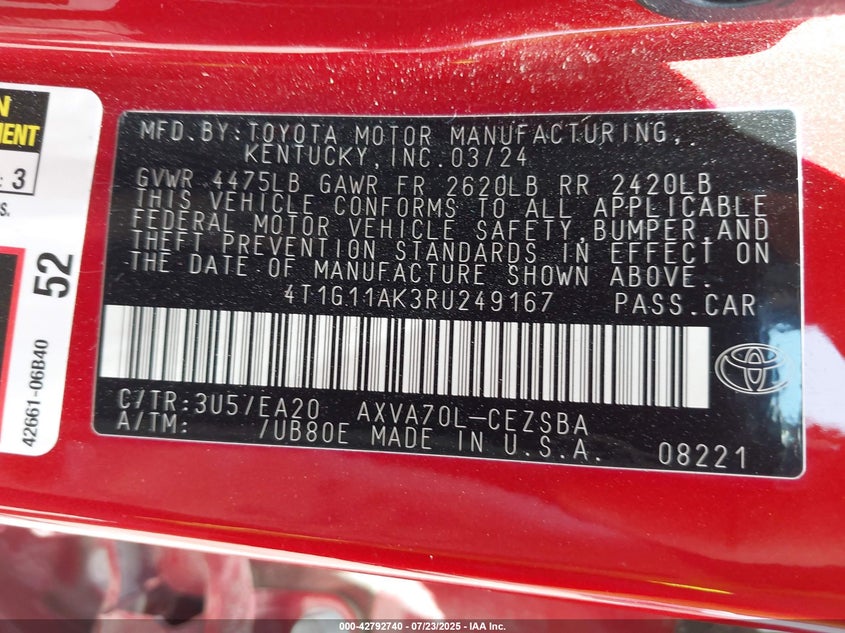 N
MENT
: 3
s.
52
42661-06B40
MFD.BY:TOYOTA MOTOR MANUFACTURING,
KENTUCKY,INC.03/24
GVWR 4475LB GAWR FR 2620LB RR 2420LB
THIS VEHICLE CONFORMS TO ALL APPLICABLE
FEDERAL MOTOR VEHICLE SAFETY,BUMPER,AND
THEFT PREVENTION STANDARDS IN EFFECT ON
THE DATE OF MANUFACTURE SHOWN ABOVE.
4T1G11AK3RU249167 PASS.CAR
C/TR:3U5/EA20 AXVA70L-CEZSBA
A/TM: /UB80E MADE IN U.S.A. 08221
000-42792740 - 07/23/2025 - IAA Inc.